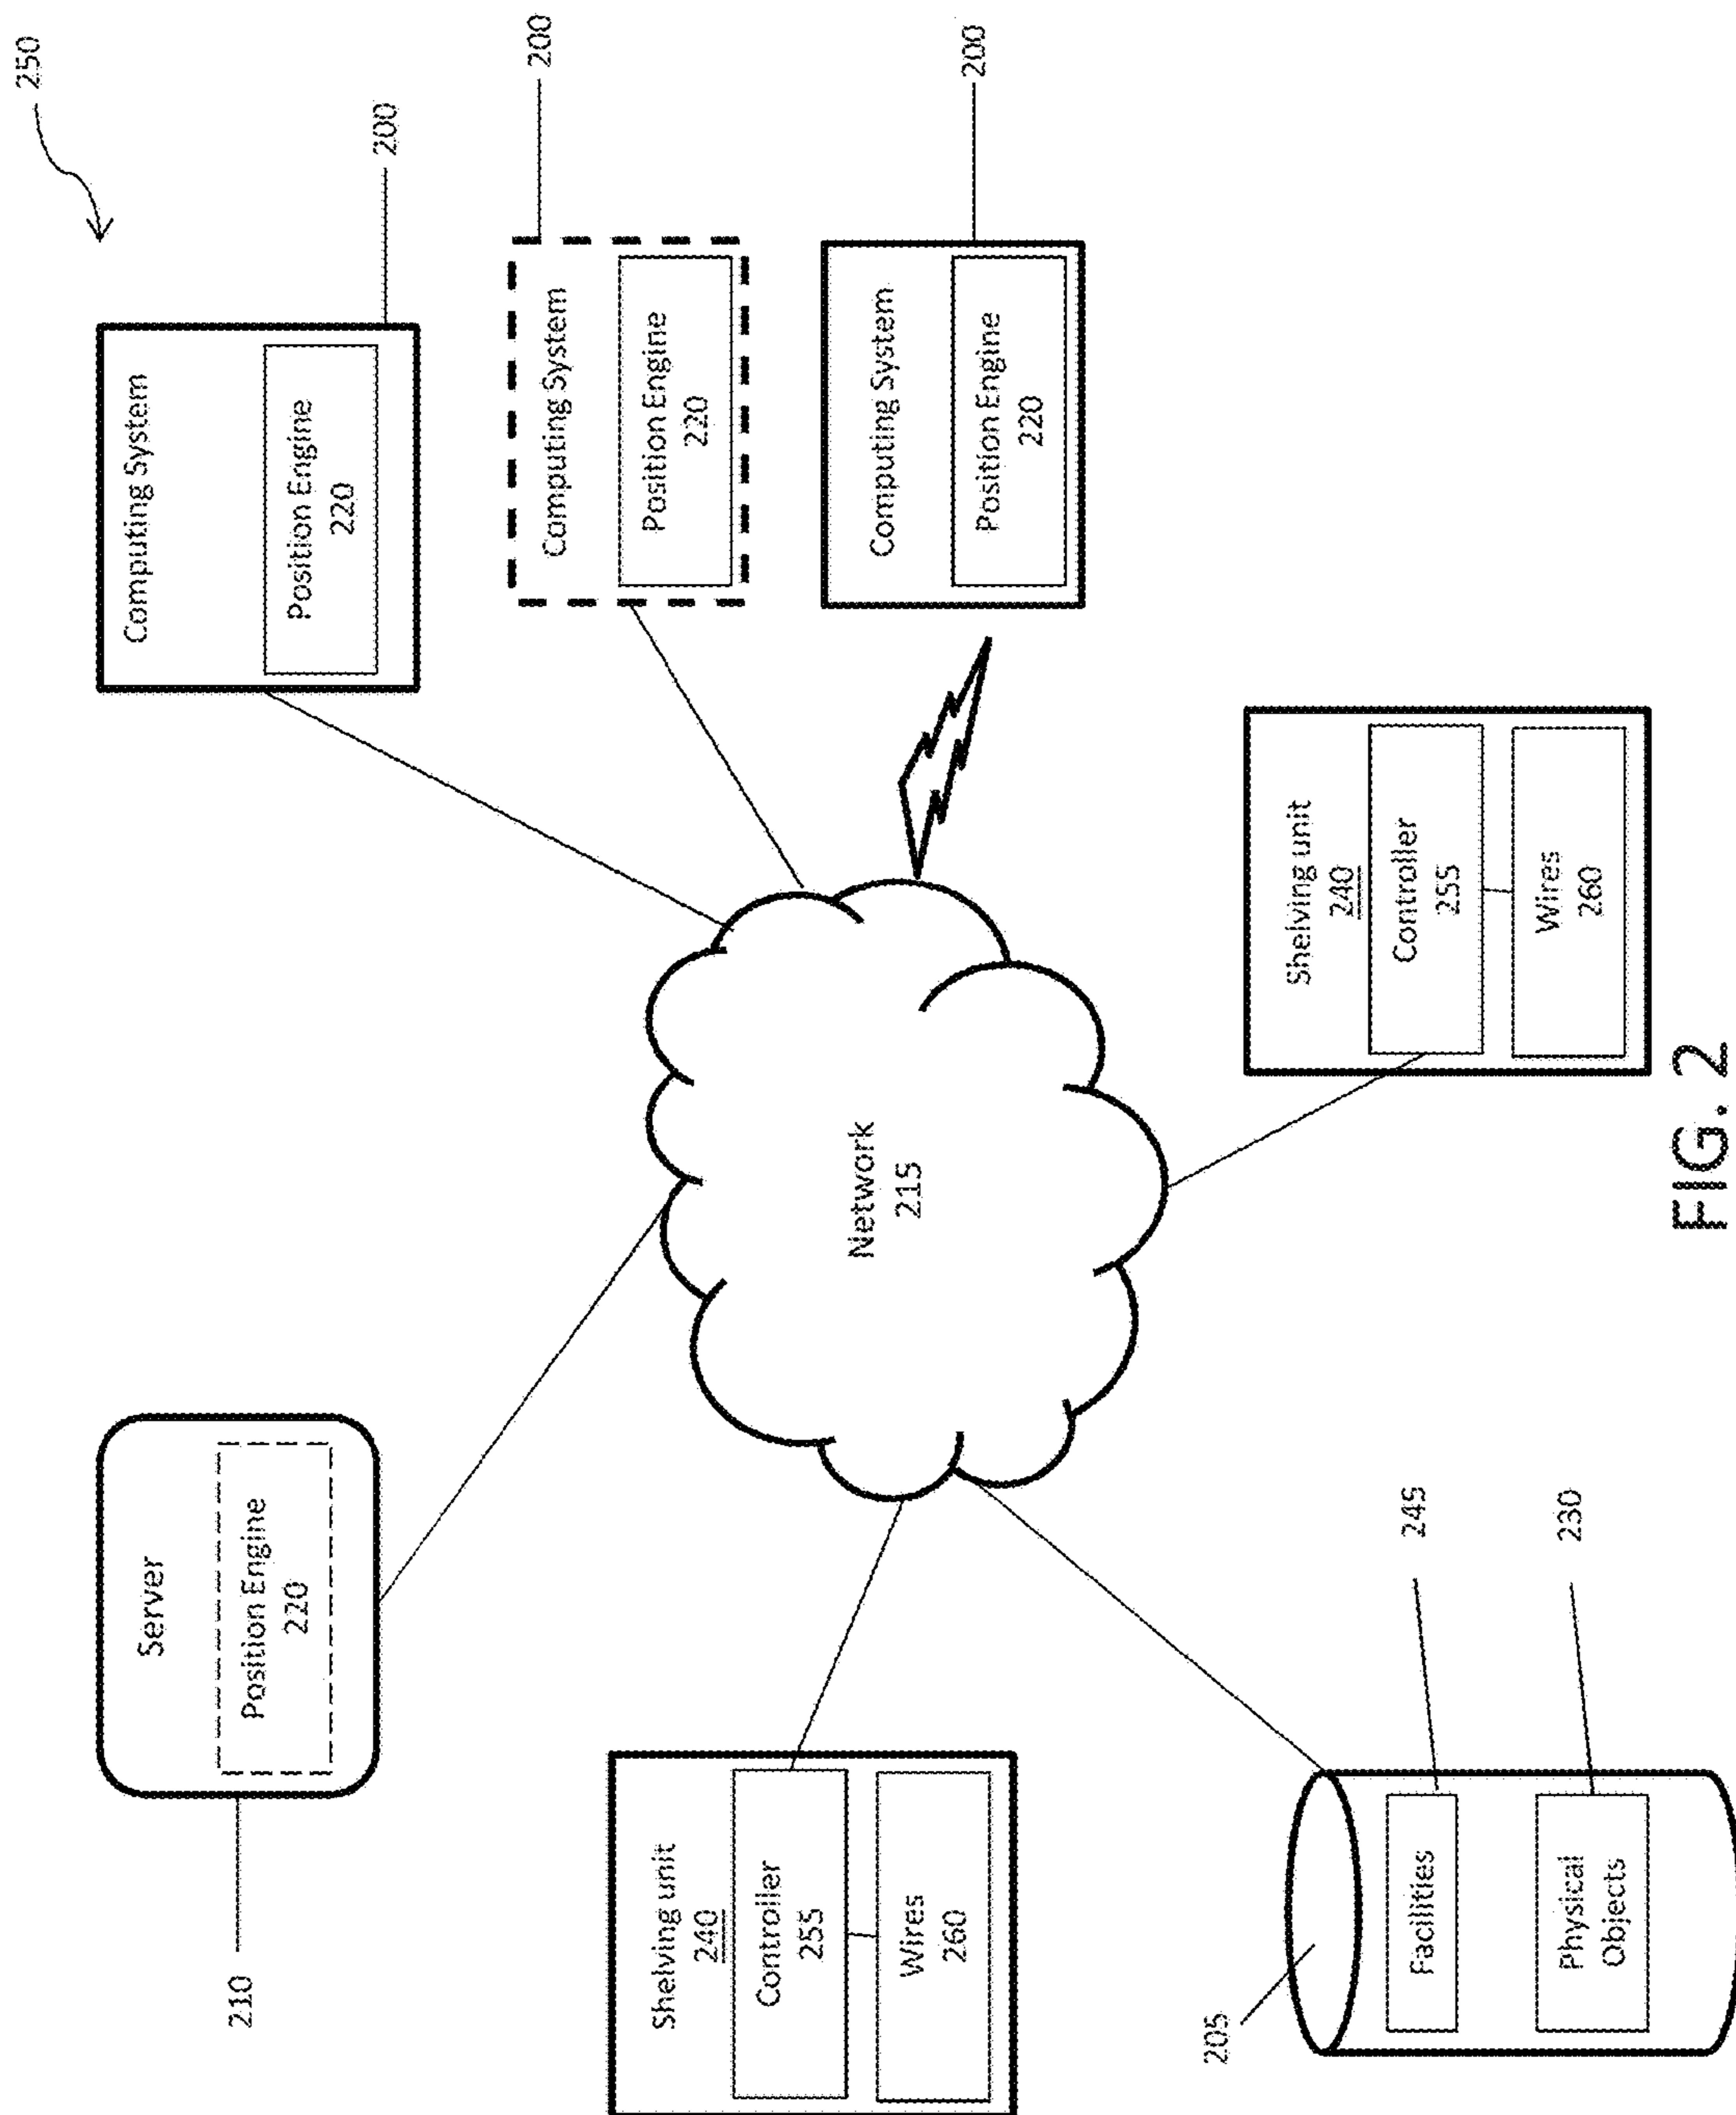 250
210
Server
Position Engine
220
Computing System
Position Engine
220
200
Computing System
Position Engine
220
200
Computing System
Position Engine
220
200
Network
215
Shelving unit
240
Controller
255
Wires
260
Shelving unit
240
Controller
255
Wires
260
205
Facilities
245
Physical
Objects
230
FIG. 2